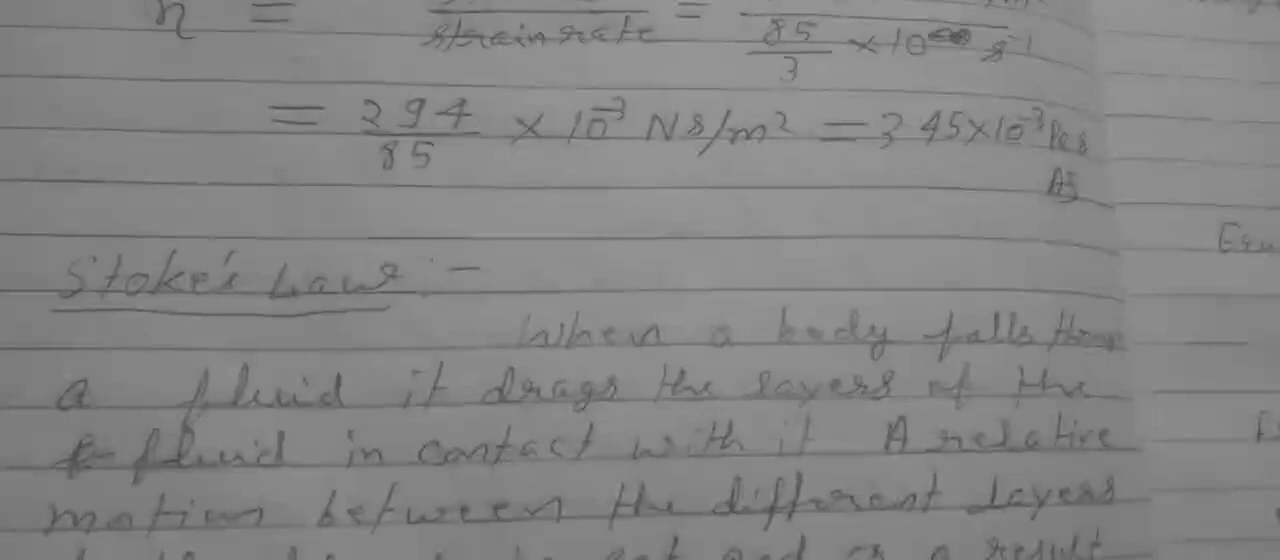 η = / strain rate = / 85/3 × 10 s⁻¹
= 294/85 × 10⁻³ Ns/m² = 3 45×10⁻³ Pas
Stoke's Law :-
When a body falls
a fluid it drags the layers of the
fluid in contact with it A relative
motion between the different layers
a result